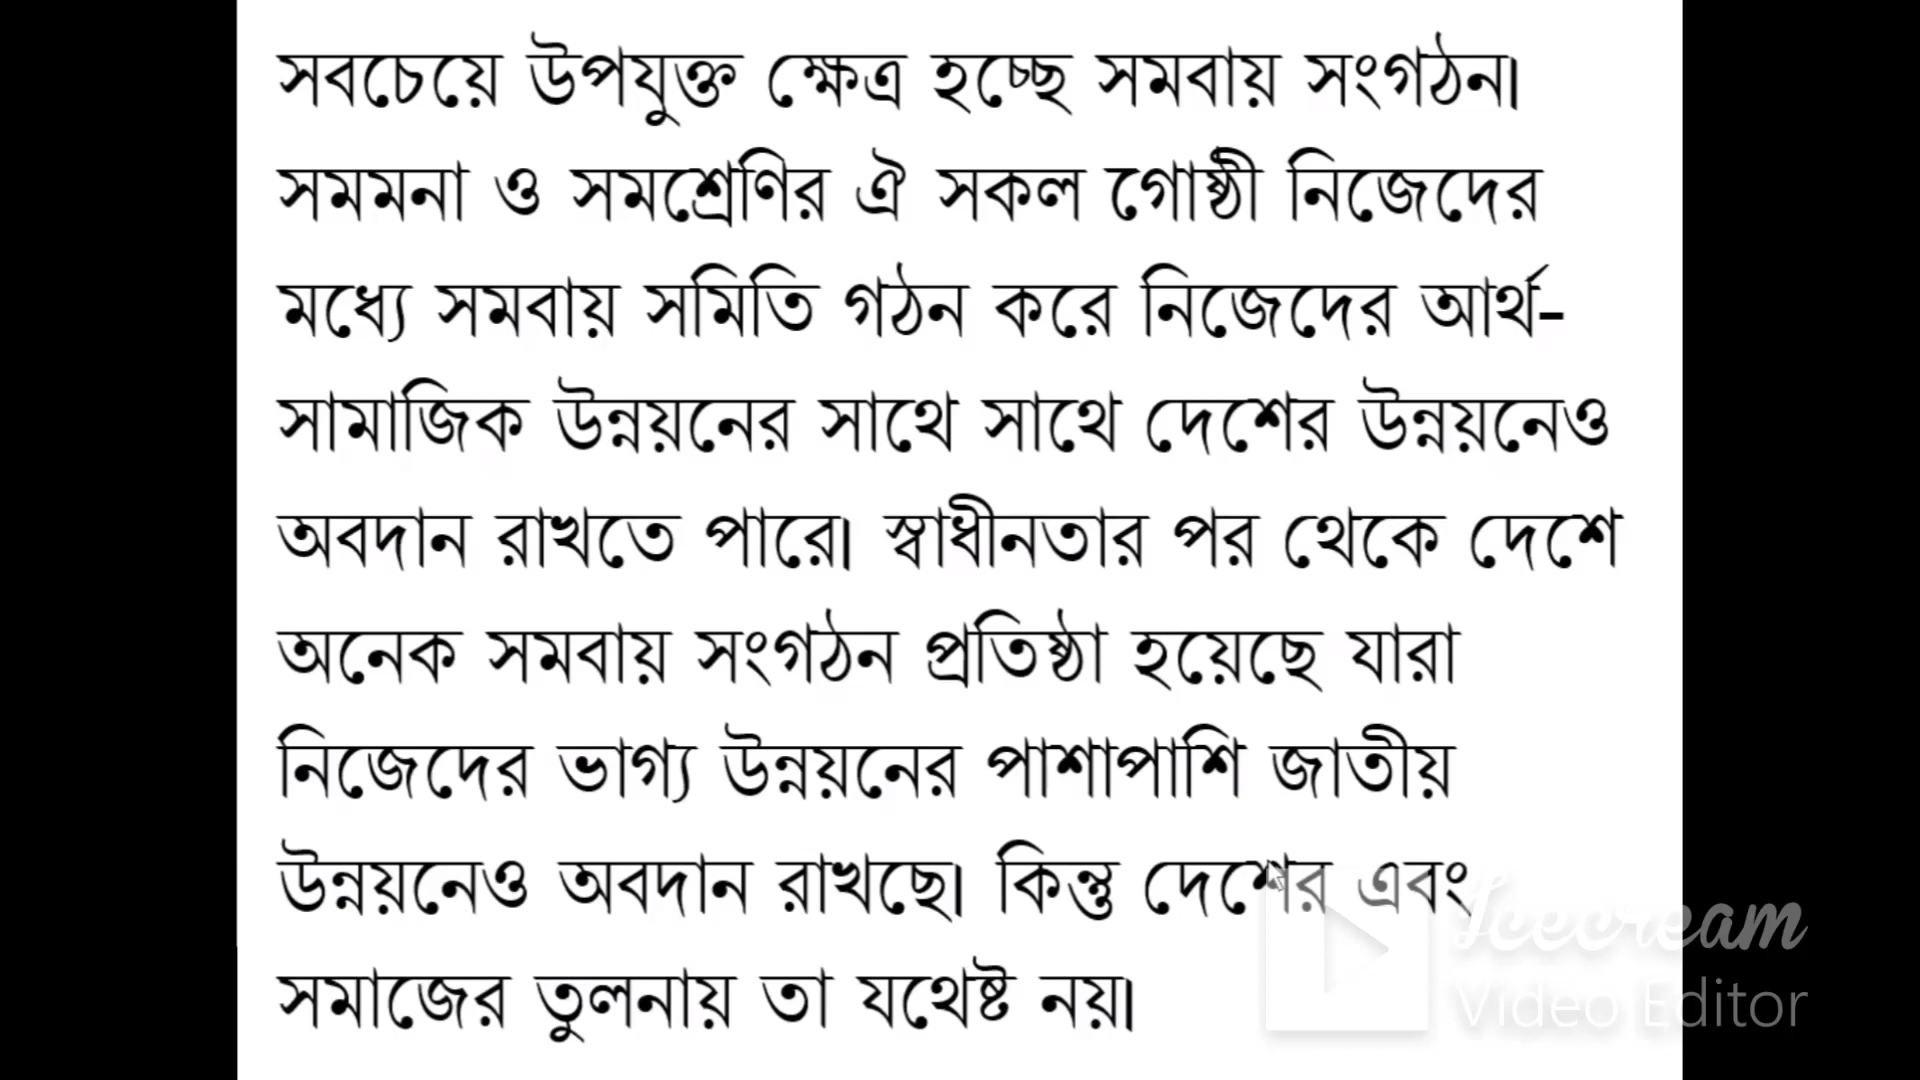 সবচেয়ে উপযুক্ত ক্ষেত্র হচ্ছে সমবায় সংগঠন।
সমমনা ও সমশ্রেণির ঐ সকল গোষ্ঠী নিজেদের
মধ্যে সমবায় সমিতি গঠন করে নিজেদের আর্থ-
সামাজিক উন্নয়নের সাথে সাথে দেশের উন্নয়নেও
অবদান রাখতে পারে। স্বাধীনতার পর থেকে দেশে
অনেক সমবায় সংগঠন প্রতিষ্ঠা হয়েছে যারা
নিজেদের ভাগ্য উন্নয়নের পাশাপাশি জাতীয়
উন্নয়নেও অবদান রাখছে। কিন্তু দেশের এবং
সমাজের তুলনায় তা যথেষ্ট নয়।
Icecream
Video Editor